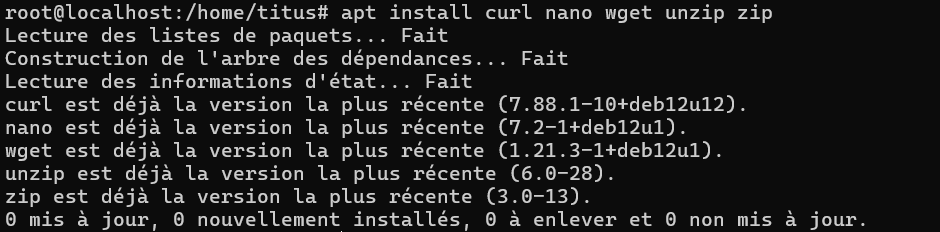 root@localhost:/home/titus# apt install curl nano wget unzip zip
Lecture des listes de paquets... Fait
Construction de l'arbre des dépendances... Fait
Lecture des informations d'état... Fait
curl est déjà la version la plus récente (7.88.1-10+deb12u12).
nano est déjà la version la plus récente (7.2-1+deb12u1).
wget est déjà la version la plus récente (1.21.3-1+deb12u1).
unzip est déjà la version la plus récente (6.0-28).
zip est déjà la version la plus récente (3.0-13).
0 mis à jour, 0 nouvellement installés, 0 à enlever et 0 non mis à jour.